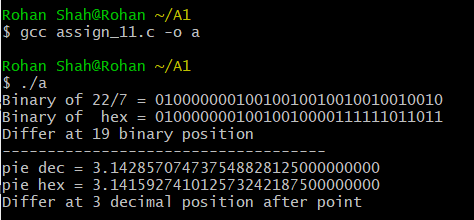 Rohan Shah@Rohan ~/A1
$ gcc assign_11.c -o a
Rohan Shah@Rohan ~/A1
$ ./a
Binary of 22/7 = 01000000010010010010010010010010
Binary of  hex = 01000000010010010000111111011011
Differ at 19 binary position
------------------------------------
pie dec = 3.142857074737548828125000000000
pie hex = 3.141592741012573242187500000000
Differ at 3 decimal position after point